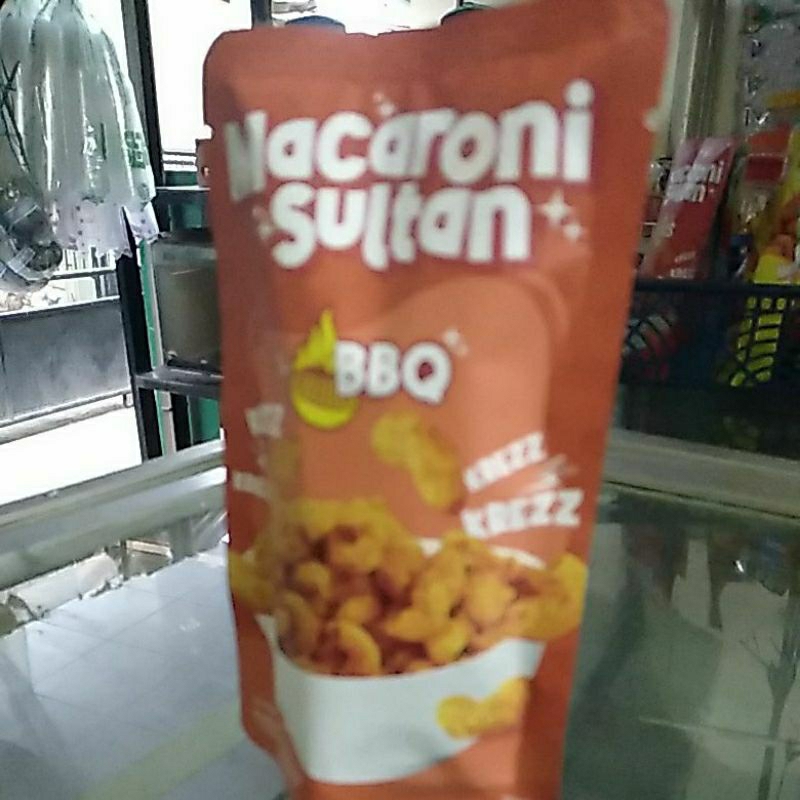 Macaroni
Sultan
BBQ
KREZZ
KREZZ